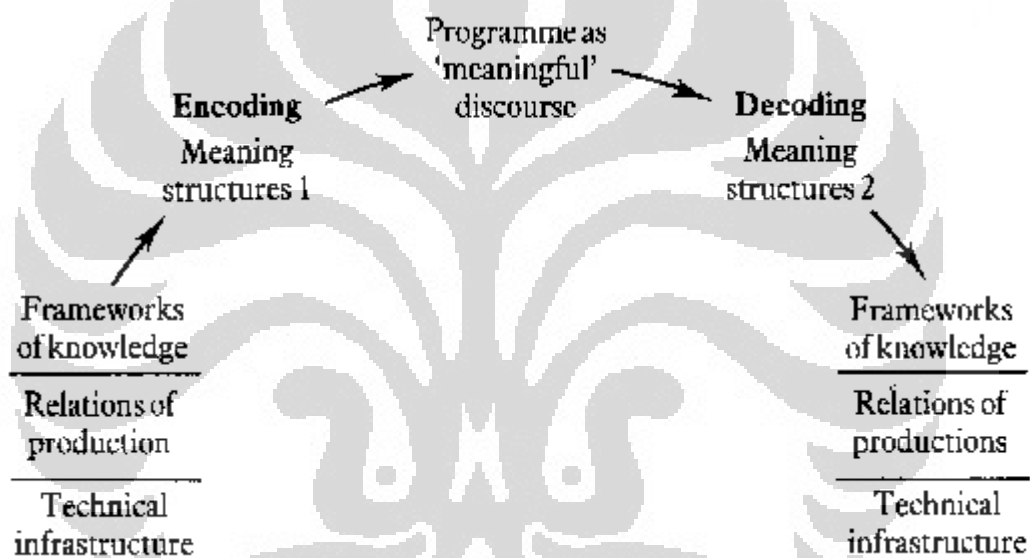 Programme as
'meaningful'
discourse
Encoding
Meaning
structures 1
Decoding
Meaning
structures 2
Frameworks
of knowledge
Relations of
production
Technical
infrastructure
Frameworks
of knowledge
Relations of
productions
Technical
infrastructure